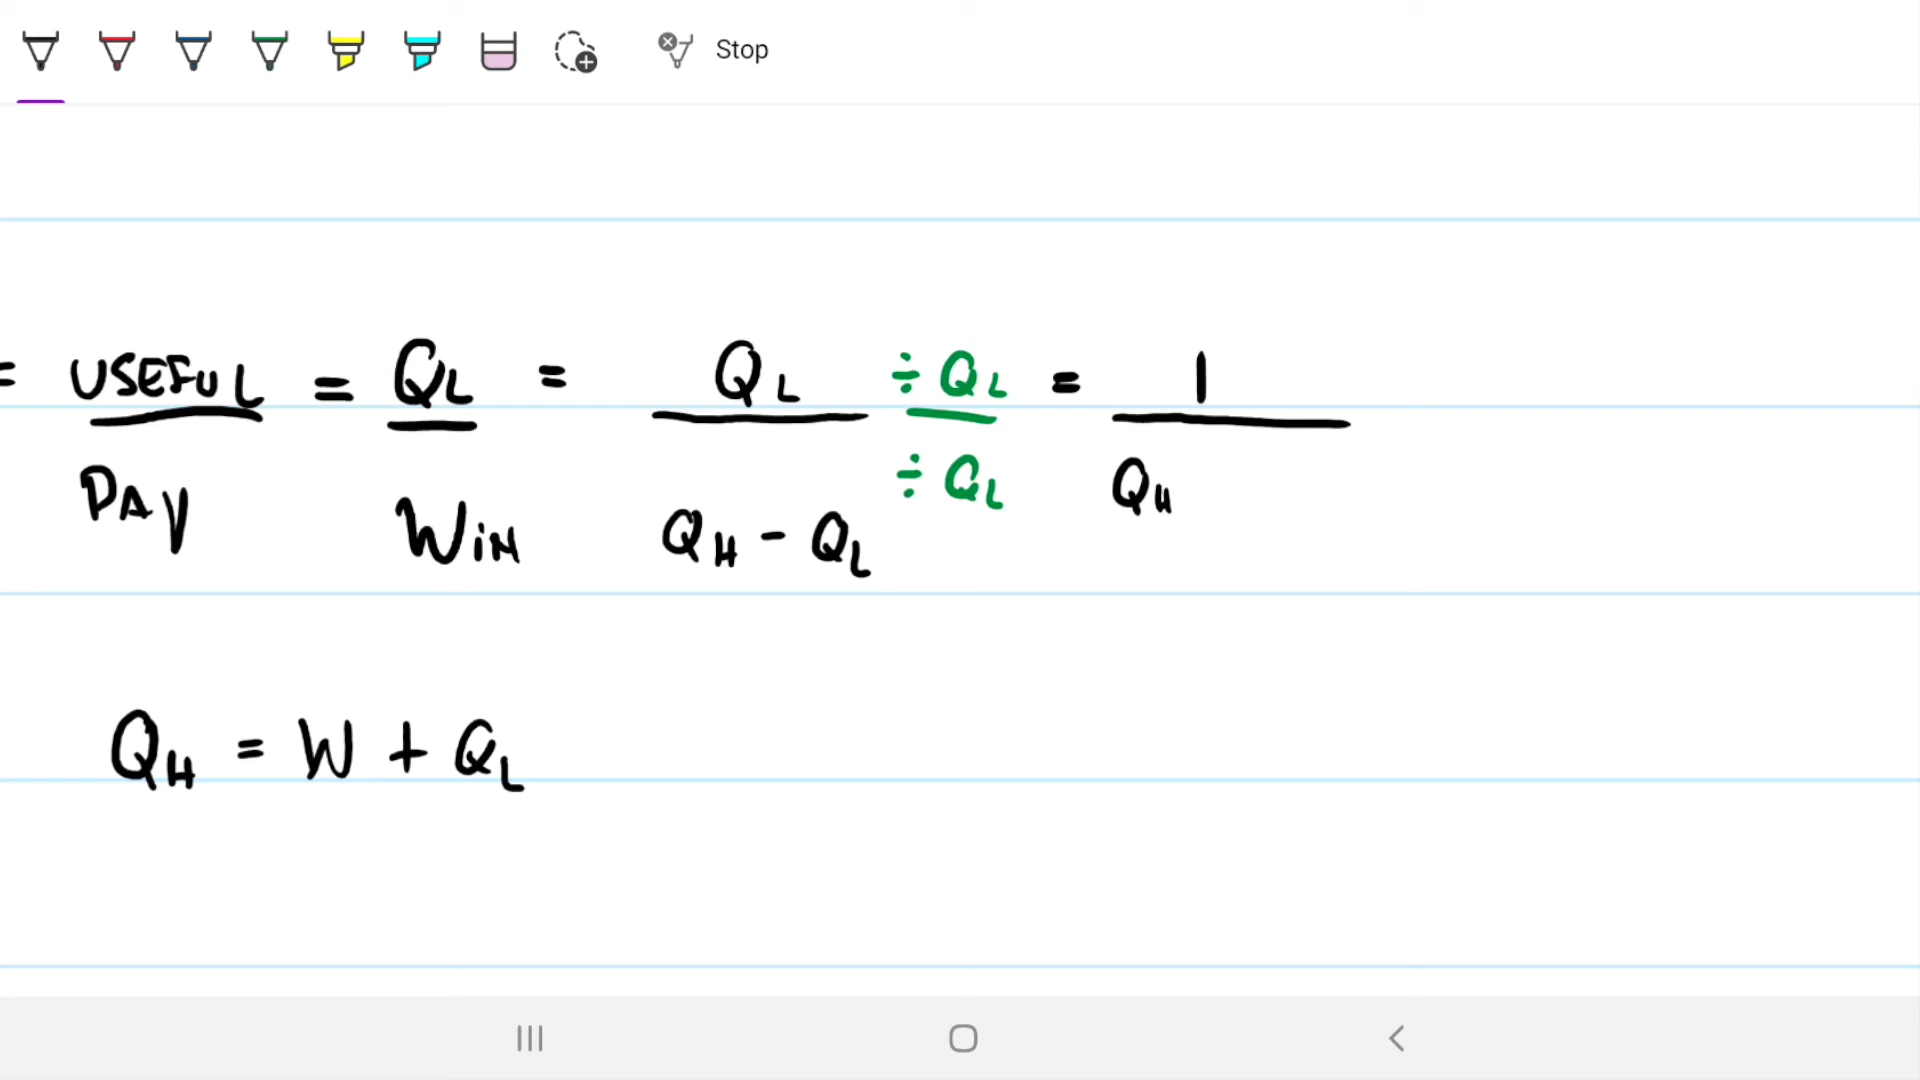 Stop
= USEFUL = QL = QL ÷ QL = 1
PAY WiN QH - QL ÷ QL QH
QH = W + QL